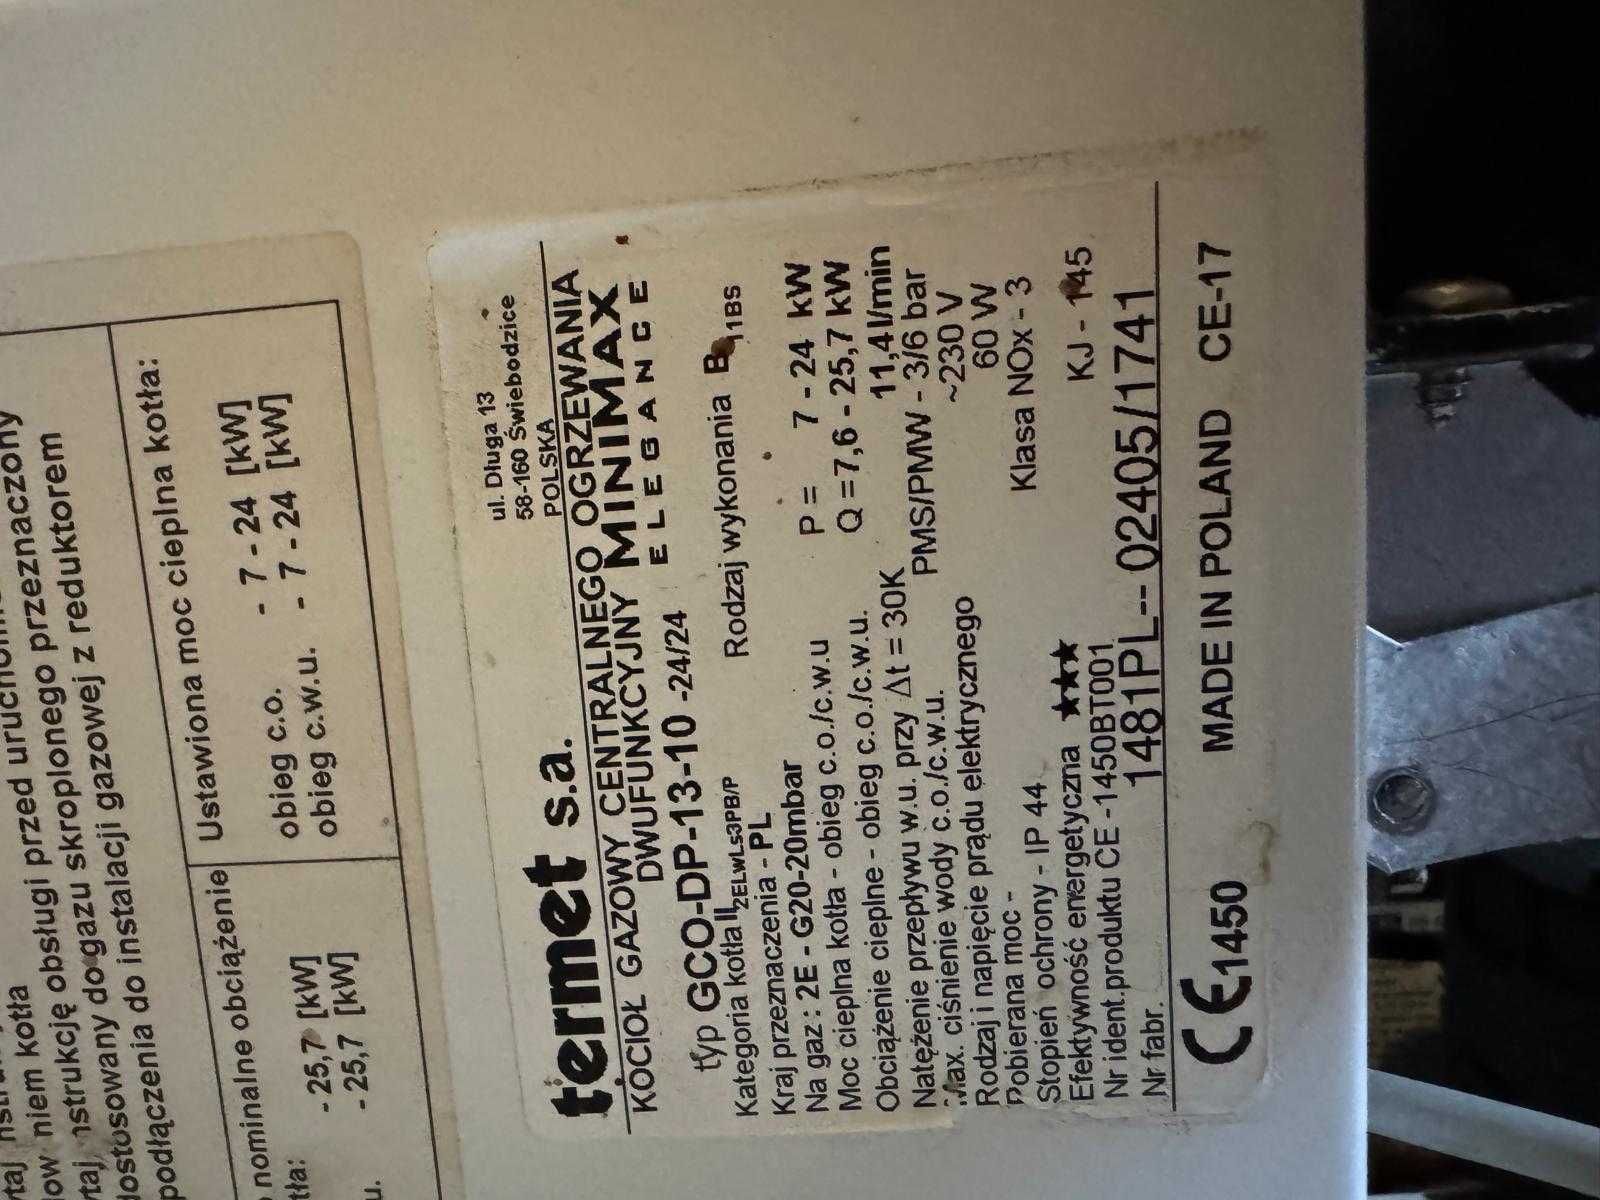 niem kotła
instrukcję obsługi przed
dostosowany do gazu skroplonego przeznaczony
podłączenia do instalacji gazowej z reduktorem
nominalne obciążenie
- 25,7 [kW]
- 25,7 [kW]
Ustawiona moc cieplna kotła:
obieg c.o. - 7 - 24 [kW]
obieg c.w.u. - 7 - 24 [kW]
termet s.a.
ul. Długa 13
58-160 Świebodzice
POLSKA
KOCIOŁ GAZOWY CENTRALNEGO OGRZEWANIA
DWUFUNKCYJNY MINIMAX
ELEGANCE
typ GCO-DP-13-10 -24/24
Kategoria kotła II2ELwLs3PB/P Rodzaj wykonania B11BS
Kraj przeznaczenia - PL
Na gaz : 2E - G20-20mbar
Moc cieplna kotła - obieg c.o./c.w.u P = 7 - 24 kW
Obciążenie cieplne - obieg c.o./c.w.u. Q = 7,6 - 25,7 kW
Natężenie przepływu w.u. przy Δt = 30K 11,4 l/min
Max. ciśnienie wody c.o./c.w.u. PMS/PMW - 3/6 bar
Rodzaj i napięcie prądu elektrycznego ~230 V
Pobierana moc - 60 W
Stopień ochrony - IP 44 Klasa NOx - 3
Efektywność energetyczna ★★★
Nr ident.produktu CE -1450BT001 KJ - 145
Nr fabr. 1481PL-- 02405/1741
CE 1450 MADE IN POLAND CE-17